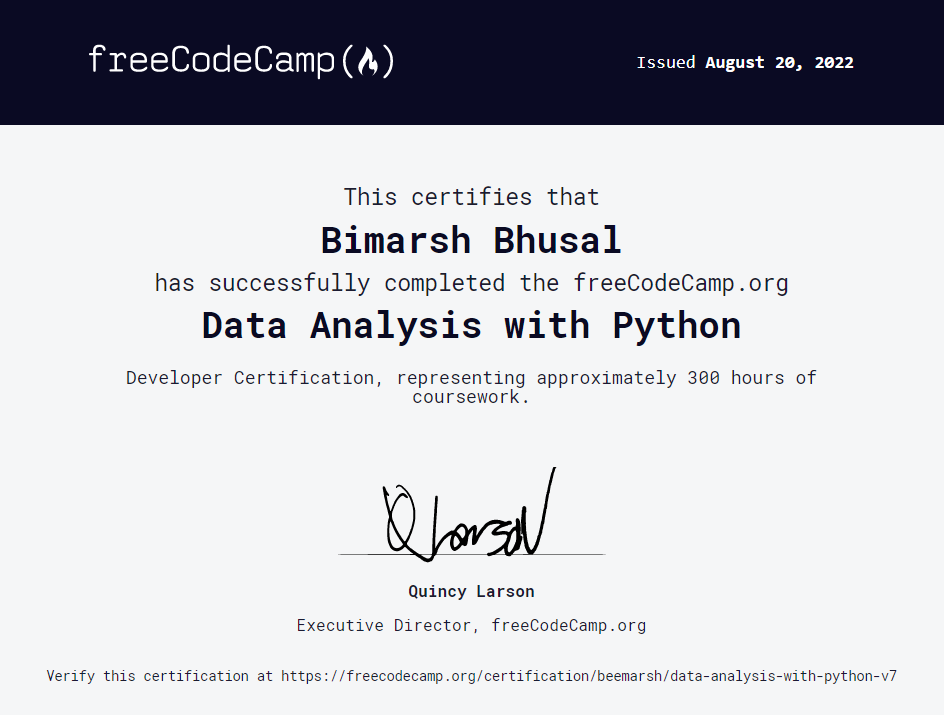 freeCodeCamp(🔥)
Issued August 20, 2022
This certifies that
Bimarsh Bhusal
has successfully completed the freeCodeCamp.org
Data Analysis with Python
Developer Certification, representing approximately 300 hours of
coursework.
Q Larson
Quincy Larson
Executive Director, freeCodeCamp.org
Verify this certification at https://freecodecamp.org/certification/beemarsh/data-analysis-with-python-v7